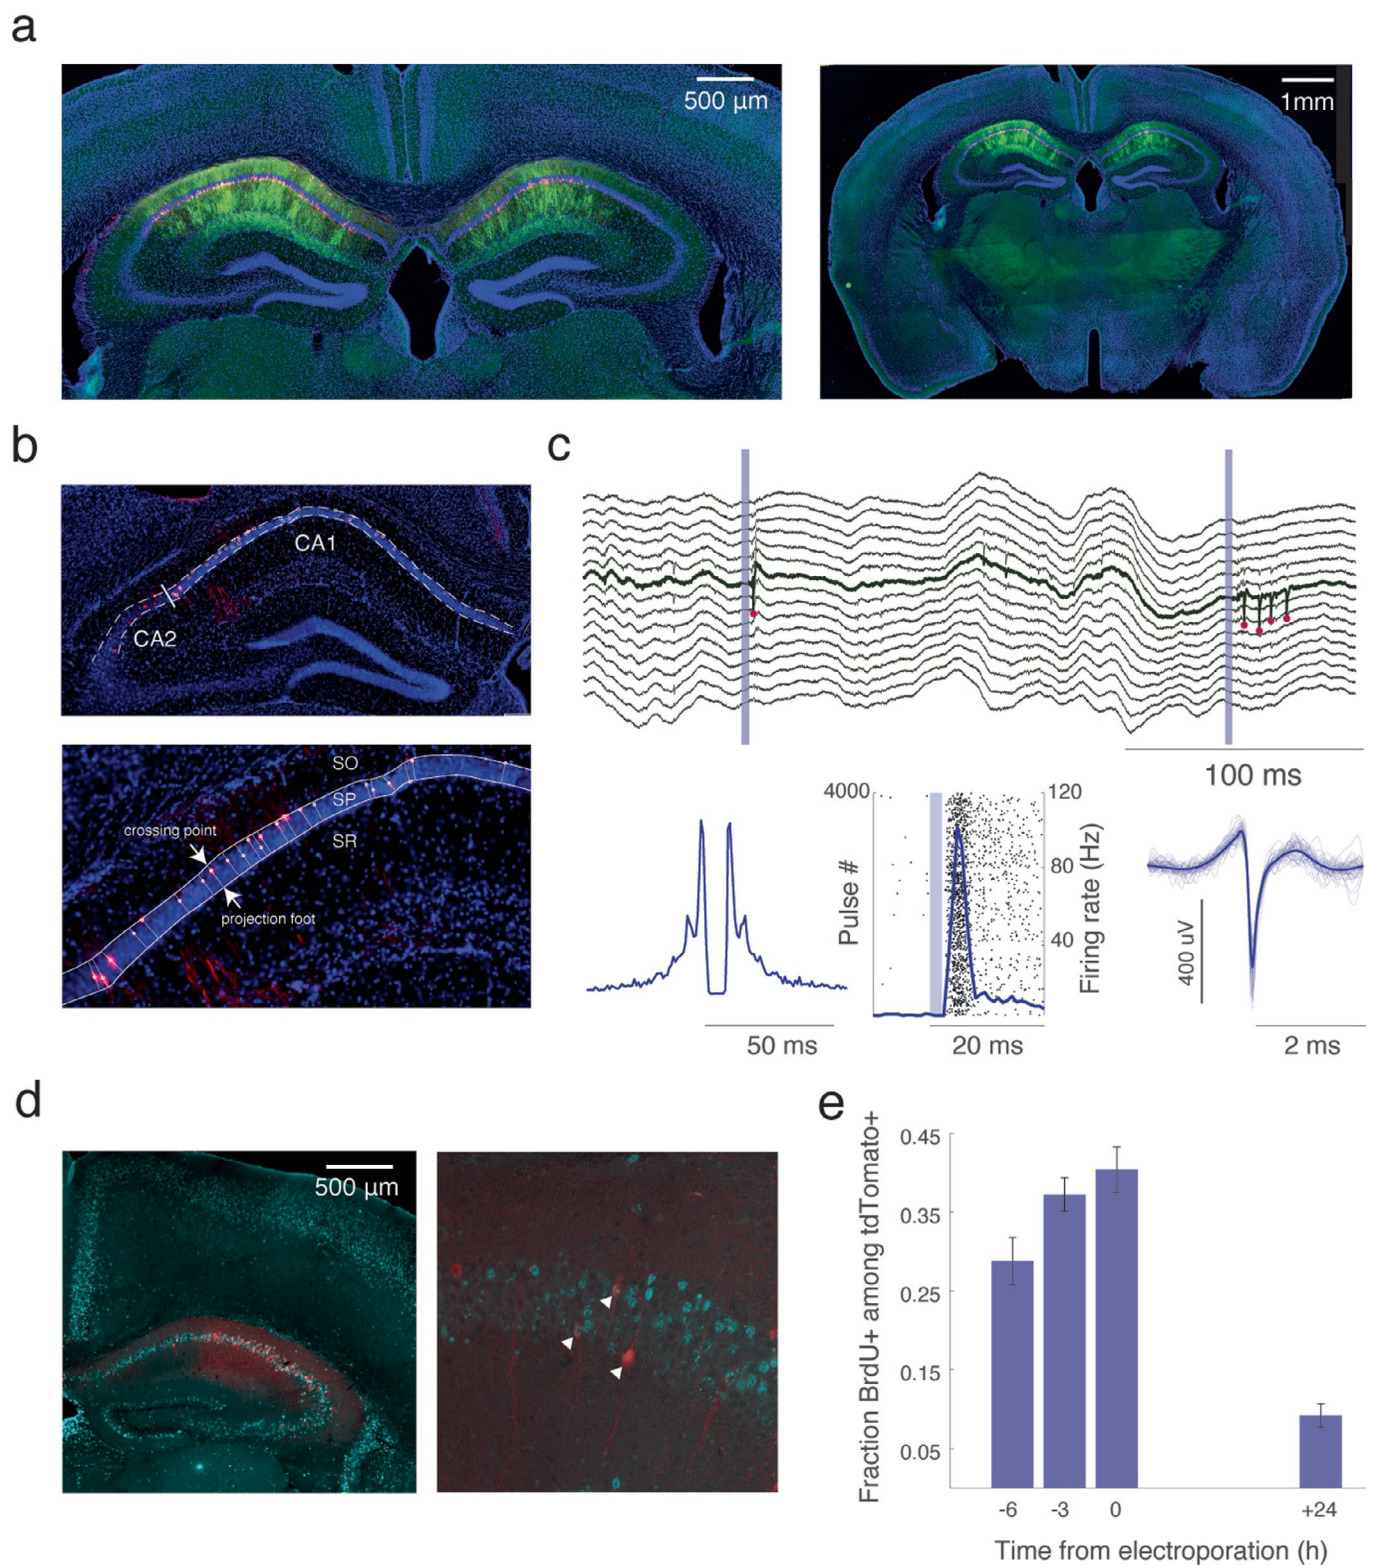 a
500 μm
1mm
b
CA1
CA2
SO
SP
SR
crossing point
projection foot
c
100 ms
4000
Pulse #
120
80
40
Firing rate (Hz)
400 uV
50 ms
20 ms
2 ms
d
500 μm
e
Fraction BrdU+ among tdTomato+
0.45
0.35
0.25
0.15
0.05
-6
-3
0
+24
Time from electroporation (h)